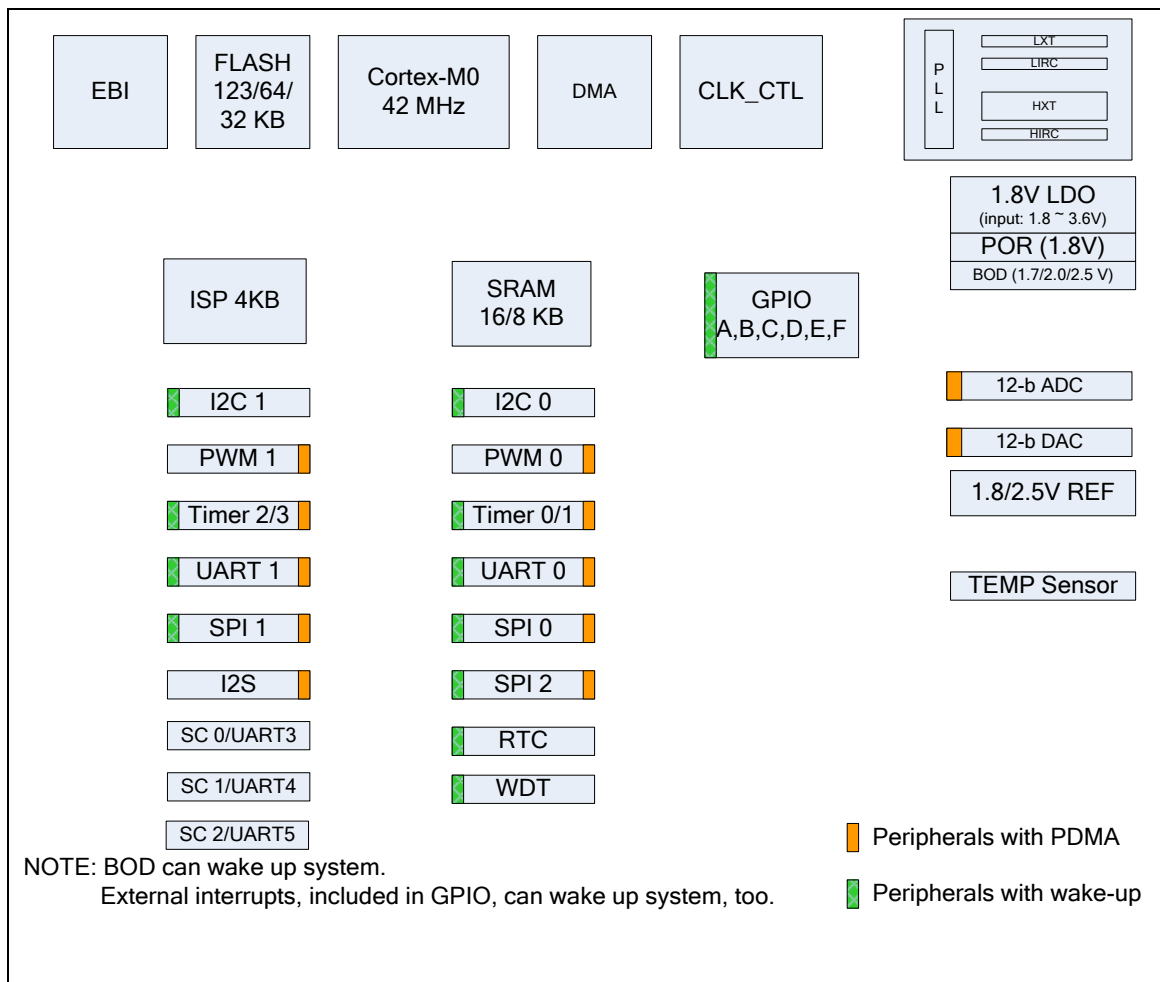 EBI
FLASH
123/64/
32 KB
Cortex-M0
42 MHz
DMA
CLK_CTL
P
L
L
LXT
LIRC
HXT
HIRC
1.8V LDO
(input: 1.8 ~ 3.6V)
POR (1.8V)
BOD (1.7/2.0/2.5 V)
ISP 4KB
SRAM
16/8 KB
GPIO
A,B,C,D,E,F
I2C 1
I2C 0
12-b ADC
PWM 1
PWM 0
12-b DAC
1.8/2.5V REF
Timer 2/3
Timer 0/1
UART 1
UART 0
TEMP Sensor
SPI 1
SPI 0
I2S
SPI 2
SC 0/UART3
RTC
SC 1/UART4
WDT
SC 2/UART5
Peripherals with PDMA
NOTE: BOD can wake up system.
External interrupts, included in GPIO, can wake up system, too.
Peripherals with wake-up